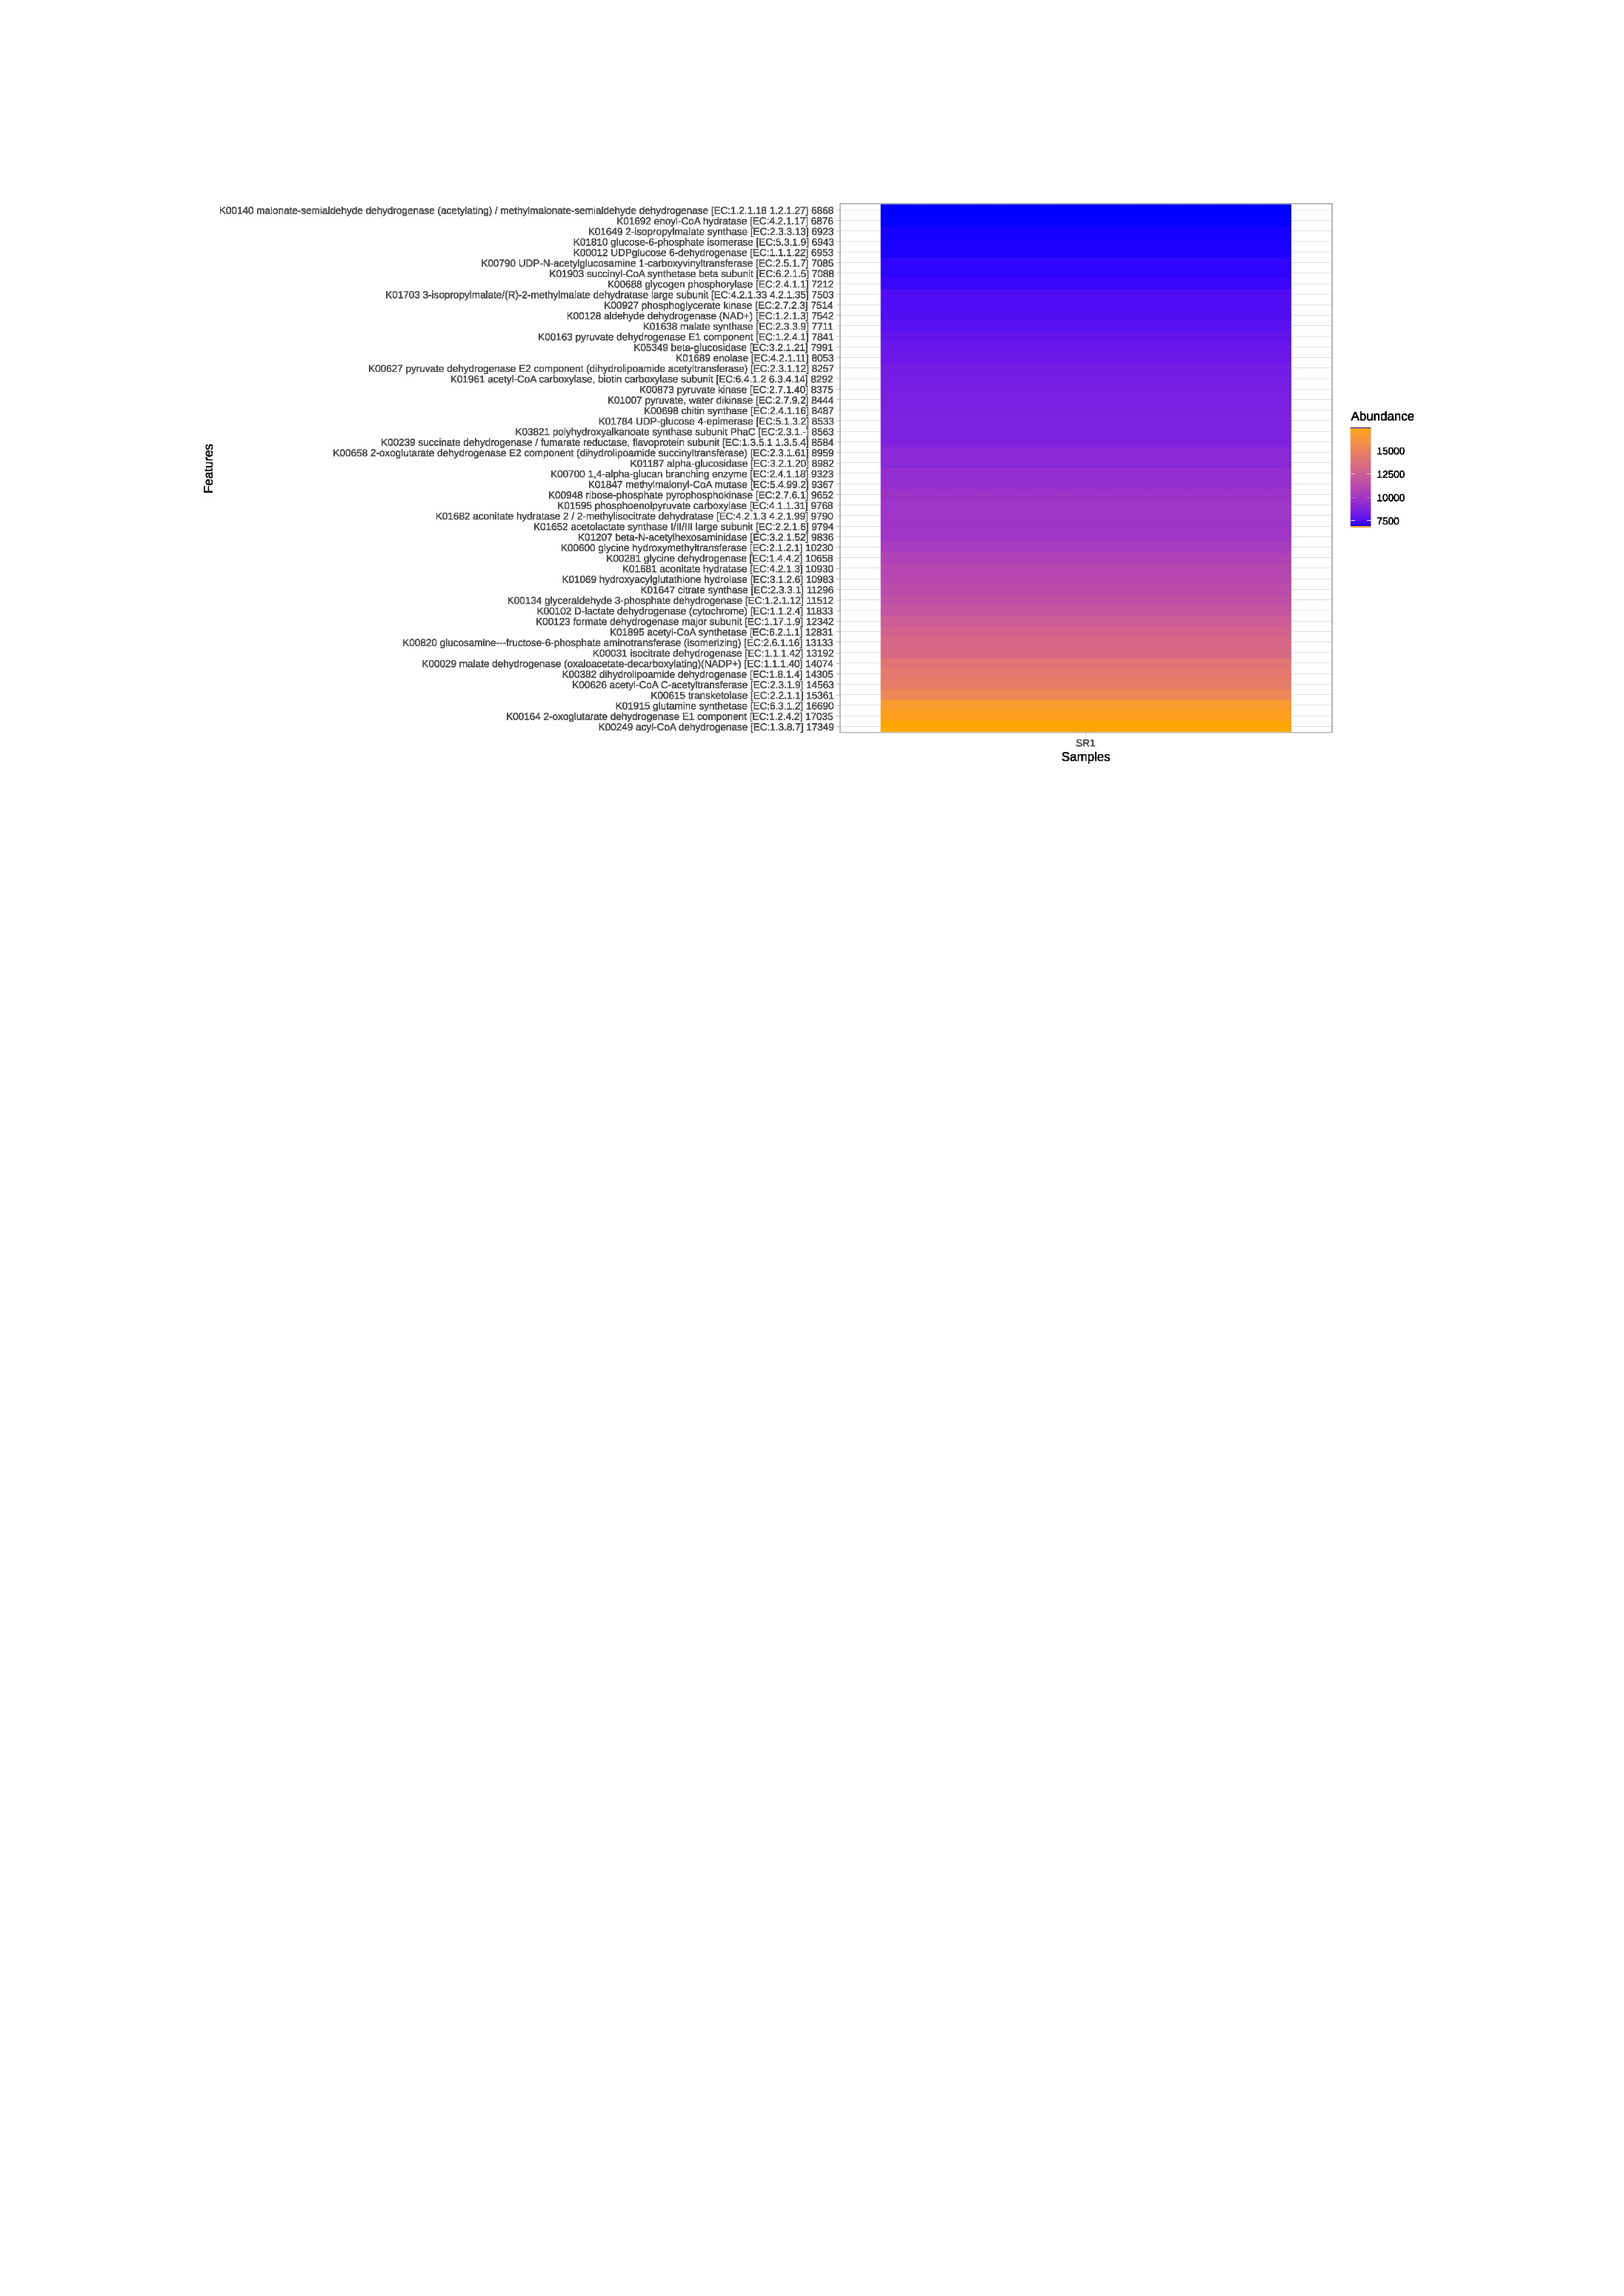 K00140 malonate-semialdehyde dehydrogenase (acetylating) / methylmalonate-semialdehyde dehydrogenase [EC:1.2.1.18 1.2.1.27] 6868
K01692 enoyl-CoA hydratase [EC:4.2.1.17] 6876
K01649 2-isopropylmalate synthase [EC:2.3.3.13] 6923
K01810 glucose-6-phosphate isomerase [EC:5.3.1.9] 6943
K00012 UDPglucose 6-dehydrogenase [EC:1.1.1.22] 6953
K00790 UDP-N-acetylglucosamine 1-carboxyvinyltransferase [EC:2.5.1.7] 7085
K01903 succinyl-CoA synthetase beta subunit [EC:6.2.1.5] 7088
K00688 glycogen phosphorylase [EC:2.4.1.1] 7212
K01703 3-isopropylmalate/(R)-2-methylmalate dehydratase large subunit [EC:4.2.1.33 4.2.1.35] 7503
K00927 phosphoglycerate kinase [EC:2.7.2.3] 7514
K00128 aldehyde dehydrogenase (NAD+) [EC:1.2.1.3] 7542
K01638 malate synthase [EC:2.3.3.9] 7711
K00163 pyruvate dehydrogenase E1 component [EC:1.2.4.1] 7841
K05349 beta-glucosidase [EC:3.2.1.21] 7991
K01689 enolase [EC:4.2.1.11] 8053
K00627 pyruvate dehydrogenase E2 component (dihydrolipoamide acetyltransferase) [EC:2.3.1.12] 8257
K01961 acetyl-CoA carboxylase, biotin carboxylase subunit [EC:6.4.1.2 6.3.4.14] 8292
K00873 pyruvate kinase [EC:2.7.1.40] 8375
K01007 pyruvate, water dikinase [EC:2.7.9.2] 8444
K00698 chitin synthase [EC:2.4.1.16] 8487
K01784 UDP-glucose 4-epimerase [EC:5.1.3.2] 8533
K03821 polyhydroxyalkanoate synthase subunit PhaC [EC:2.3.1.-] 8563
K00239 succinate dehydrogenase / fumarate reductase, flavoprotein subunit [EC:1.3.5.1 1.3.5.4] 8584
K00658 2-oxoglutarate dehydrogenase E2 component (dihydrolipoamide succinyltransferase) [EC:2.3.1.61] 8959
K01187 alpha-glucosidase [EC:3.2.1.20] 8982
K00700 1,4-alpha-glucan branching enzyme [EC:2.4.1.18] 9323
K01847 methylmalonyl-CoA mutase [EC:5.4.99.2] 9367
K00948 ribose-phosphate pyrophosphokinase [EC:2.7.6.1] 9652
K01595 phosphoenolpyruvate carboxylase [EC:4.1.1.31] 9768
K01682 aconitate hydratase 2 / 2-methylisocitrate dehydratase [EC:4.2.1.3 4.2.1.99] 9790
K01652 acetolactate synthase I/II/III large subunit [EC:2.2.1.6] 9794
K01207 beta-N-acetylhexosaminidase [EC:3.2.1.52] 9836
K00600 glycine hydroxymethyltransferase [EC:2.1.2.1] 10230
K00281 glycine dehydrogenase [EC:1.4.4.2] 10658
K01681 aconitate hydratase [EC:4.2.1.3] 10930
K01069 hydroxyacylglutathione hydrolase [EC:3.1.2.6] 10983
K01647 citrate synthase [EC:2.3.3.1] 11296
K00134 glyceraldehyde 3-phosphate dehydrogenase [EC:1.2.1.12] 11512
K00102 D-lactate dehydrogenase (cytochrome) [EC:1.1.2.4] 11833
K00123 formate dehydrogenase major subunit [EC:1.17.1.9] 12342
K01895 acetyl-CoA synthetase [EC:6.2.1.1] 12831
K00820 glucosamine---fructose-6-phosphate aminotransferase (isomerizing) [EC:2.6.1.16] 13133
K00031 isocitrate dehydrogenase [EC:1.1.1.42] 13192
K00029 malate dehydrogenase (oxaloacetate-decarboxylating)(NADP+) [EC:1.1.1.40] 14074
K00382 dihydrolipoamide dehydrogenase [EC:1.8.1.4] 14305
K00626 acetyl-CoA C-acetyltransferase [EC:2.3.1.9] 14563
K00615 transketolase [EC:2.2.1.1] 15361
K01915 glutamine synthetase [EC:6.3.1.2] 16690
K00164 2-oxoglutarate dehydrogenase E1 component [EC:1.2.4.2] 17035
K00249 acyl-CoA dehydrogenase [EC:1.3.8.7] 17349
Features
SR1
Samples
Abundance
15000
12500
10000
7500